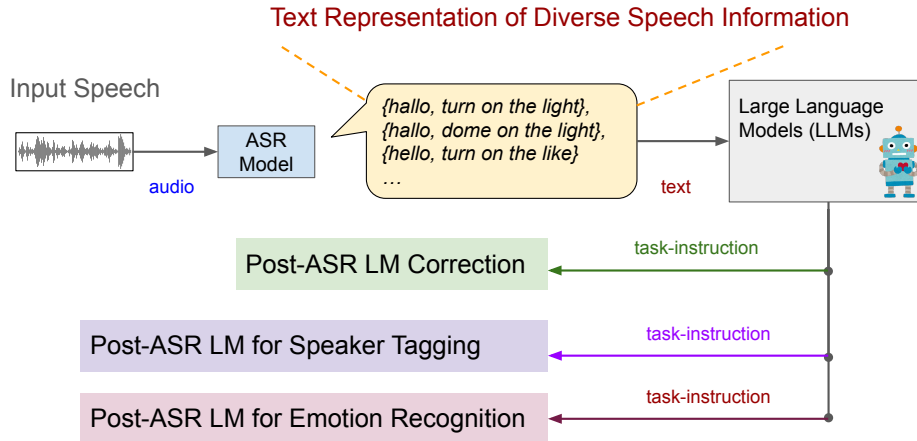 Text Representation of Diverse Speech Information
Input Speech
{hallo, turn on the light},
{hallo, dome on the light},
{hello, turn on the like}
…
ASR
Model
Large Language
Models (LLMs)
audio
text
Post-ASR LM Correction
task-instruction
Post-ASR LM for Speaker Tagging
task-instruction
Post-ASR LM for Emotion Recognition
task-instruction